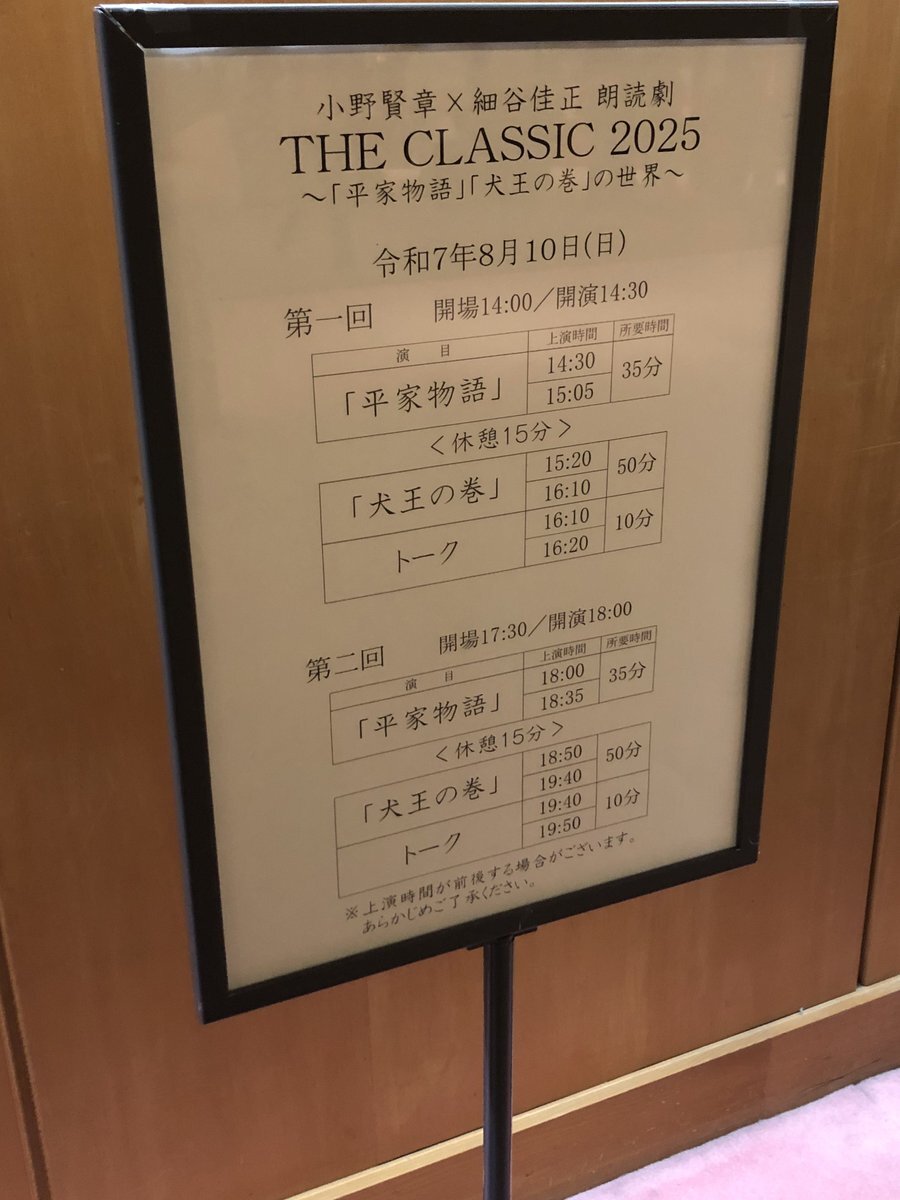 小野賢章×細谷佳正 朗読劇
THE CLASSIC 2025
～「平家物語」「犬王の巻」の世界～
令和7年8月10日(日)
第一回 開場14:00／開演14:30
演 目 上演時間 所要時間
「平家物語」 14:30 15:05 35分
＜休憩15分＞
「犬王の巻」 15:20 16:10 50分
トーク 16:10 16:20 10分
第二回 開場17:30／開演18:00
演 目 上演時間 所要時間
「平家物語」 18:00 18:35 35分
＜休憩15分＞
「犬王の巻」 18:50 19:40 50分
トーク 19:40 19:50 10分
※上演時間が前後する場合がございます。
あらかじめご了承ください。